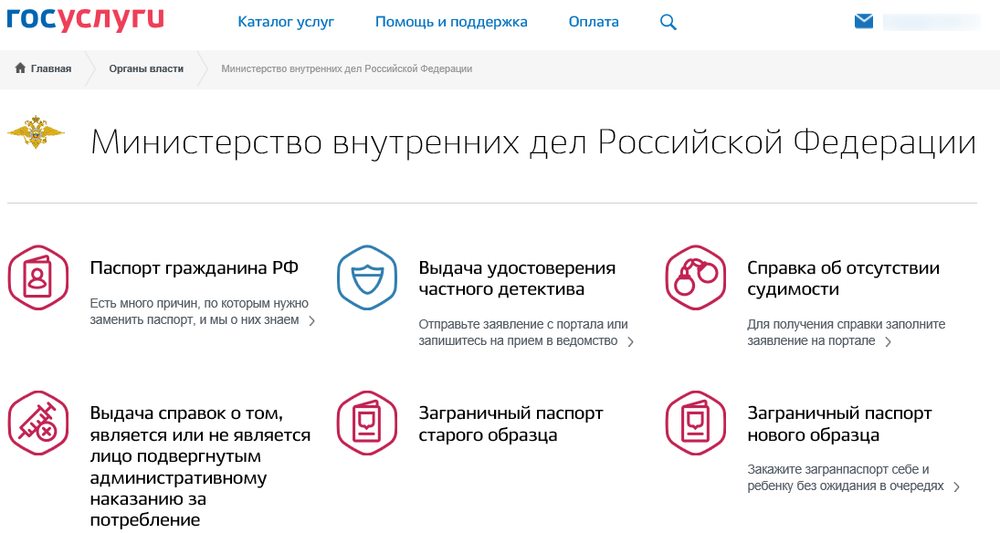 госуслуги
Каталог услуг
Помощь и поддержка
Оплата
Главная
Органы власти
Министерство внутренних дел Российской Федерации
Министерство внутренних дел Российской Федерации
Паспорт гражданина РФ
Есть много причин, по которым нужно
заменить паспорт, и мы о них знаем
Выдача удостоверения
частного детектива
Отправьте заявление с портала или
запишитесь на прием в ведомство
Справка об отсутствии
судимости
Для получения справки заполните
заявление на портале
Выдача справок о том,
является или не является
лицо подвергнутым
административному
наказанию за
потребление
Заграничный паспорт
старого образца
Заграничный паспорт
нового образца
Закажите загранпаспорт себе и
ребенку без ожидания в очередях